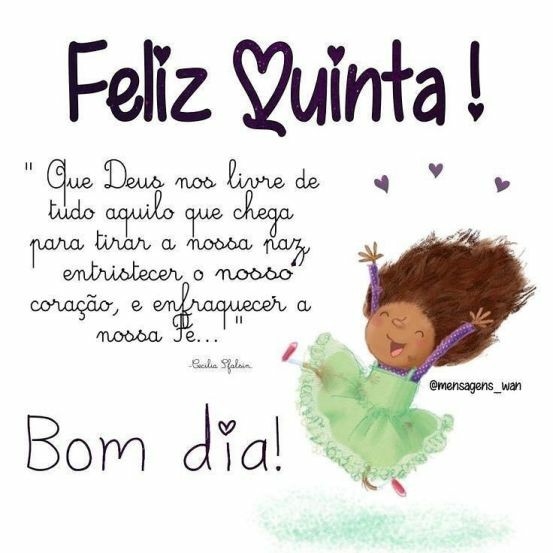 Feliz Quinta!
" Que Deus nos livre de
tudo aquilo que chega
para tirar a nossa paz,
entristecer o nosso
coração, e enfraquecer a
nossa Fé... "
-Cecilia Sfalsin
@mensagens_wan
Bom dia!